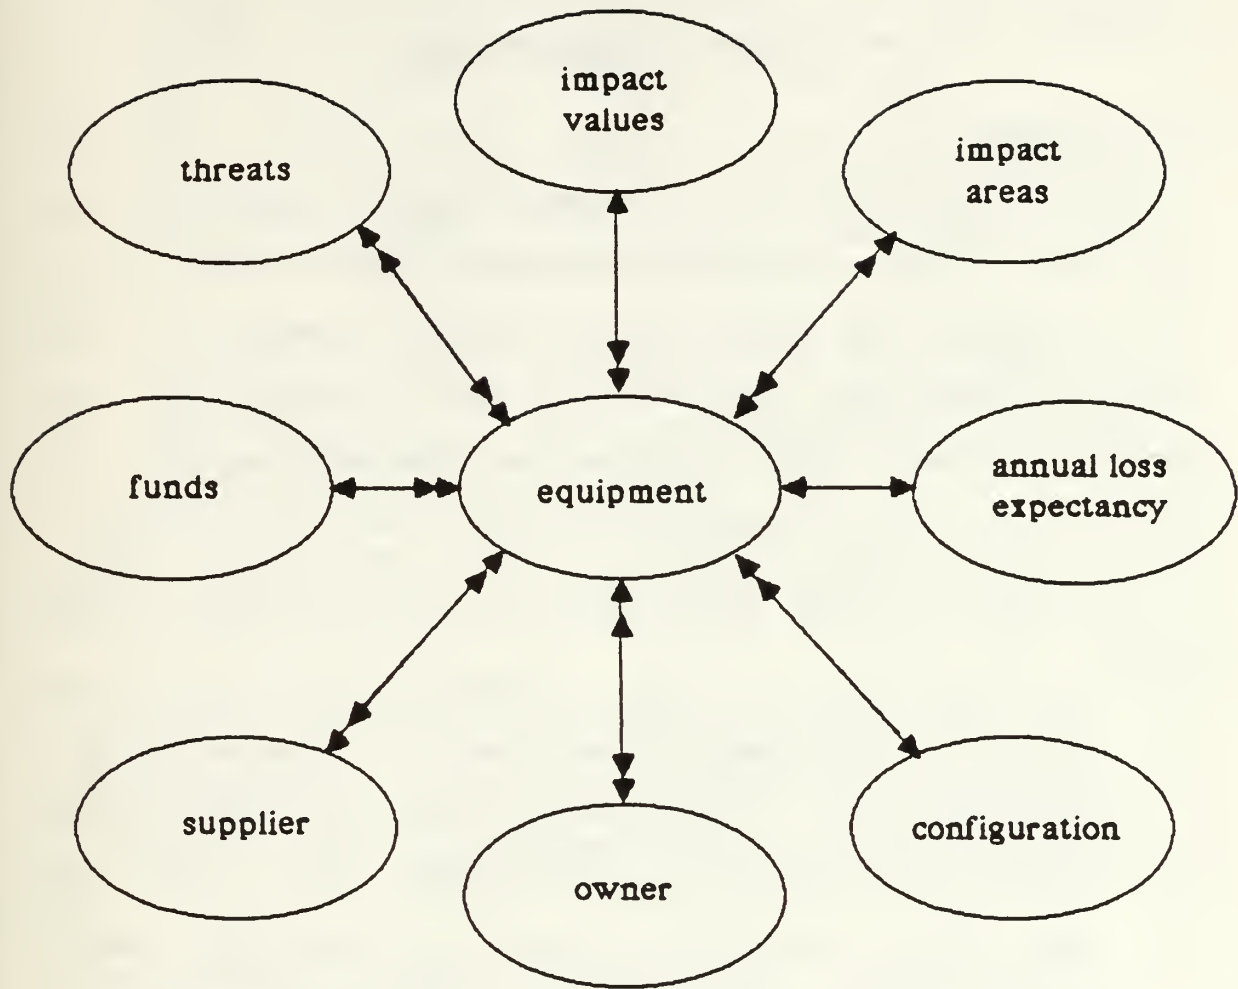 impact
values
threats
impact
areas
funds
equipment
annual loss
expectancy
supplier
owner
configuration